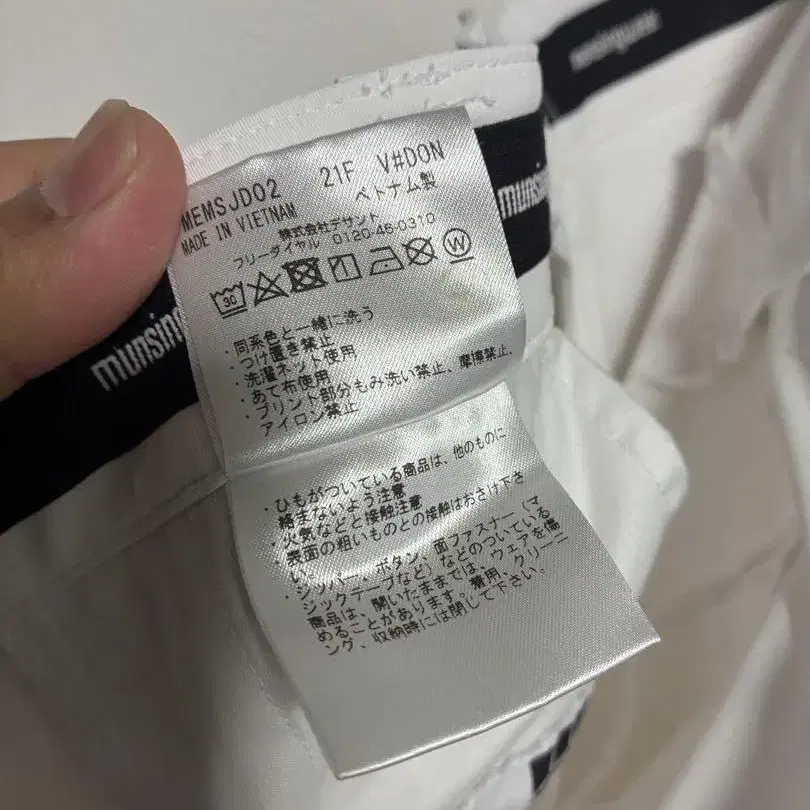 munsingwear
MEMSJD02 21F V#DON
MADE IN VIETNAM ベトナム製
株式会社デサント
フリーダイヤル 0120-46-0310
30
W
munsing
munsing
・同系色と一緒に洗う
・つけ置き禁止
・洗濯ネット使用
・あて布使用
・プリント部分もみ洗い禁止、摩擦禁止、
アイロン禁止
・ひもがついている商品は、他のものに
絡まないよう注意
・火気などと接触注意
・表面の粗いものとの接触はおさけ下さ
い。
・ジッパー、ボタン、面ファスナー(マ
ジックテープなど)などのついている
商品は、開いたままでは、ウェアを傷
めることがあります。着用、クリーニ
ング、収納時には閉じて下さい。